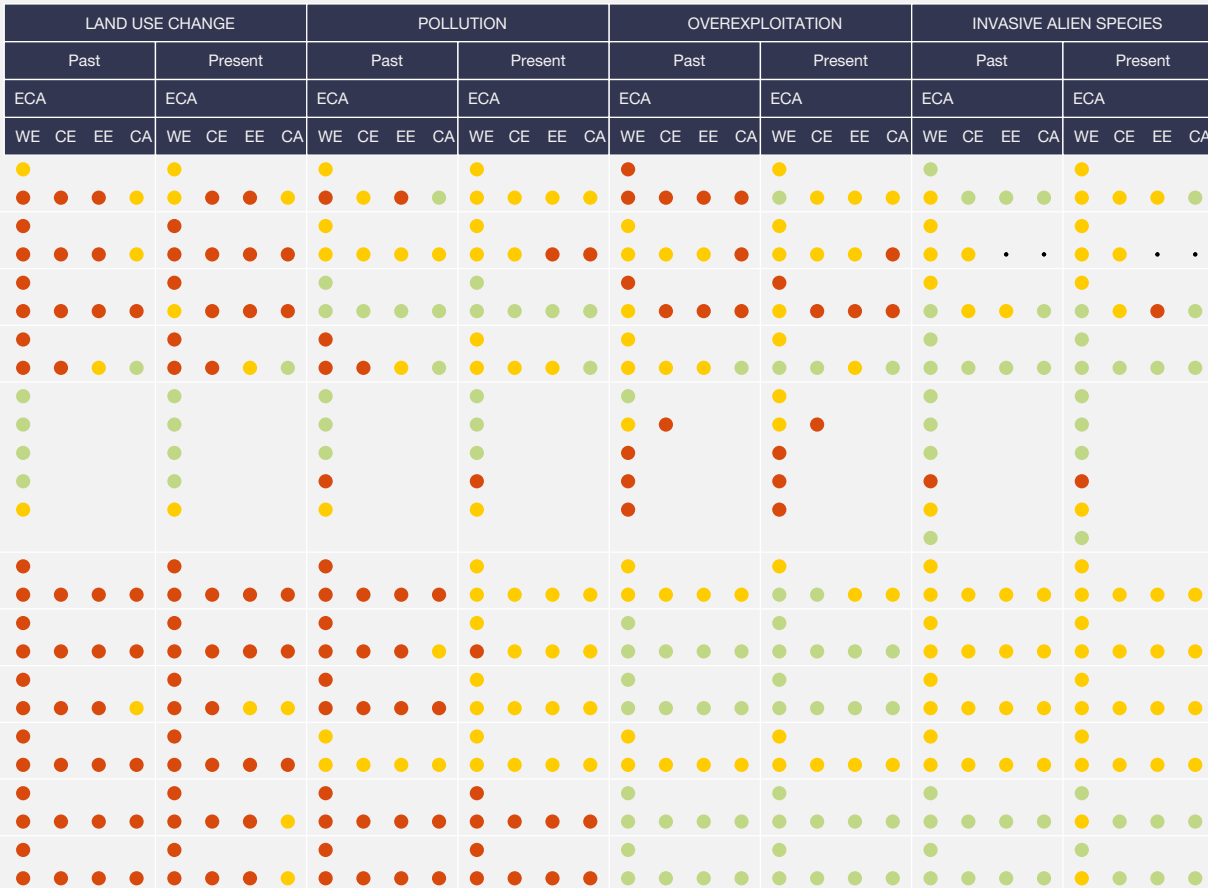 LAND USE CHANGE POLLUTION OVEREXPLOITATION INVASIVE ALIEN SPECIES
Past Present Past Present Past Present Past Present
ECA ECA ECA ECA ECA ECA ECA ECA
WE CE EE CA WE CE EE CA WE CE EE CA WE CE EE CA WE CE EE CA WE CE EE CA WE CE EE CA WE CE EE CA